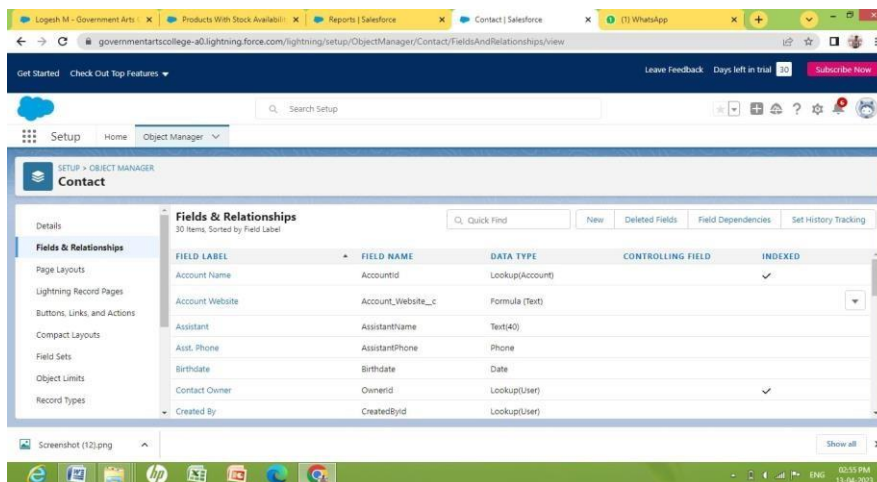 Logesh M - Government Arts
Products With Stock Availabili
Reports | Salesforce
Contact | Salesforce
(1) WhatsApp
governmentartscollege-a0.lightning.force.com/lightning/setup/ObjectManager/Contact/FieldsAndRelationships/view
Get Started Check Out Top Features
Leave Feedback Days left in trial 30 Subscribe Now
Search Setup
Setup Home Object Manager
SETUP > OBJECT MANAGER
Contact
Details
Fields & Relationships
Page Layouts
Lightning Record Pages
Buttons, Links, and Actions
Compact Layouts
Field Sets
Object Limits
Record Types
Fields & Relationships
30 Items, Sorted by Field Label
Quick Find New Deleted Fields Field Dependencies Set History Tracking
FIELD LABEL FIELD NAME DATA TYPE CONTROLLING FIELD INDEXED
Account Name AccountId Lookup(Account)
Account Website Account_Website__c Formula (Text)
Assistant AssistantName Text(40)
Asst. Phone AssistantPhone Phone
Birthdate Birthdate Date
Contact Owner OwnerId Lookup(User)
Created By CreatedById Lookup(User)
Screenshot (12).png Show all
hp
ENG 02:55 PM
13-04-2023